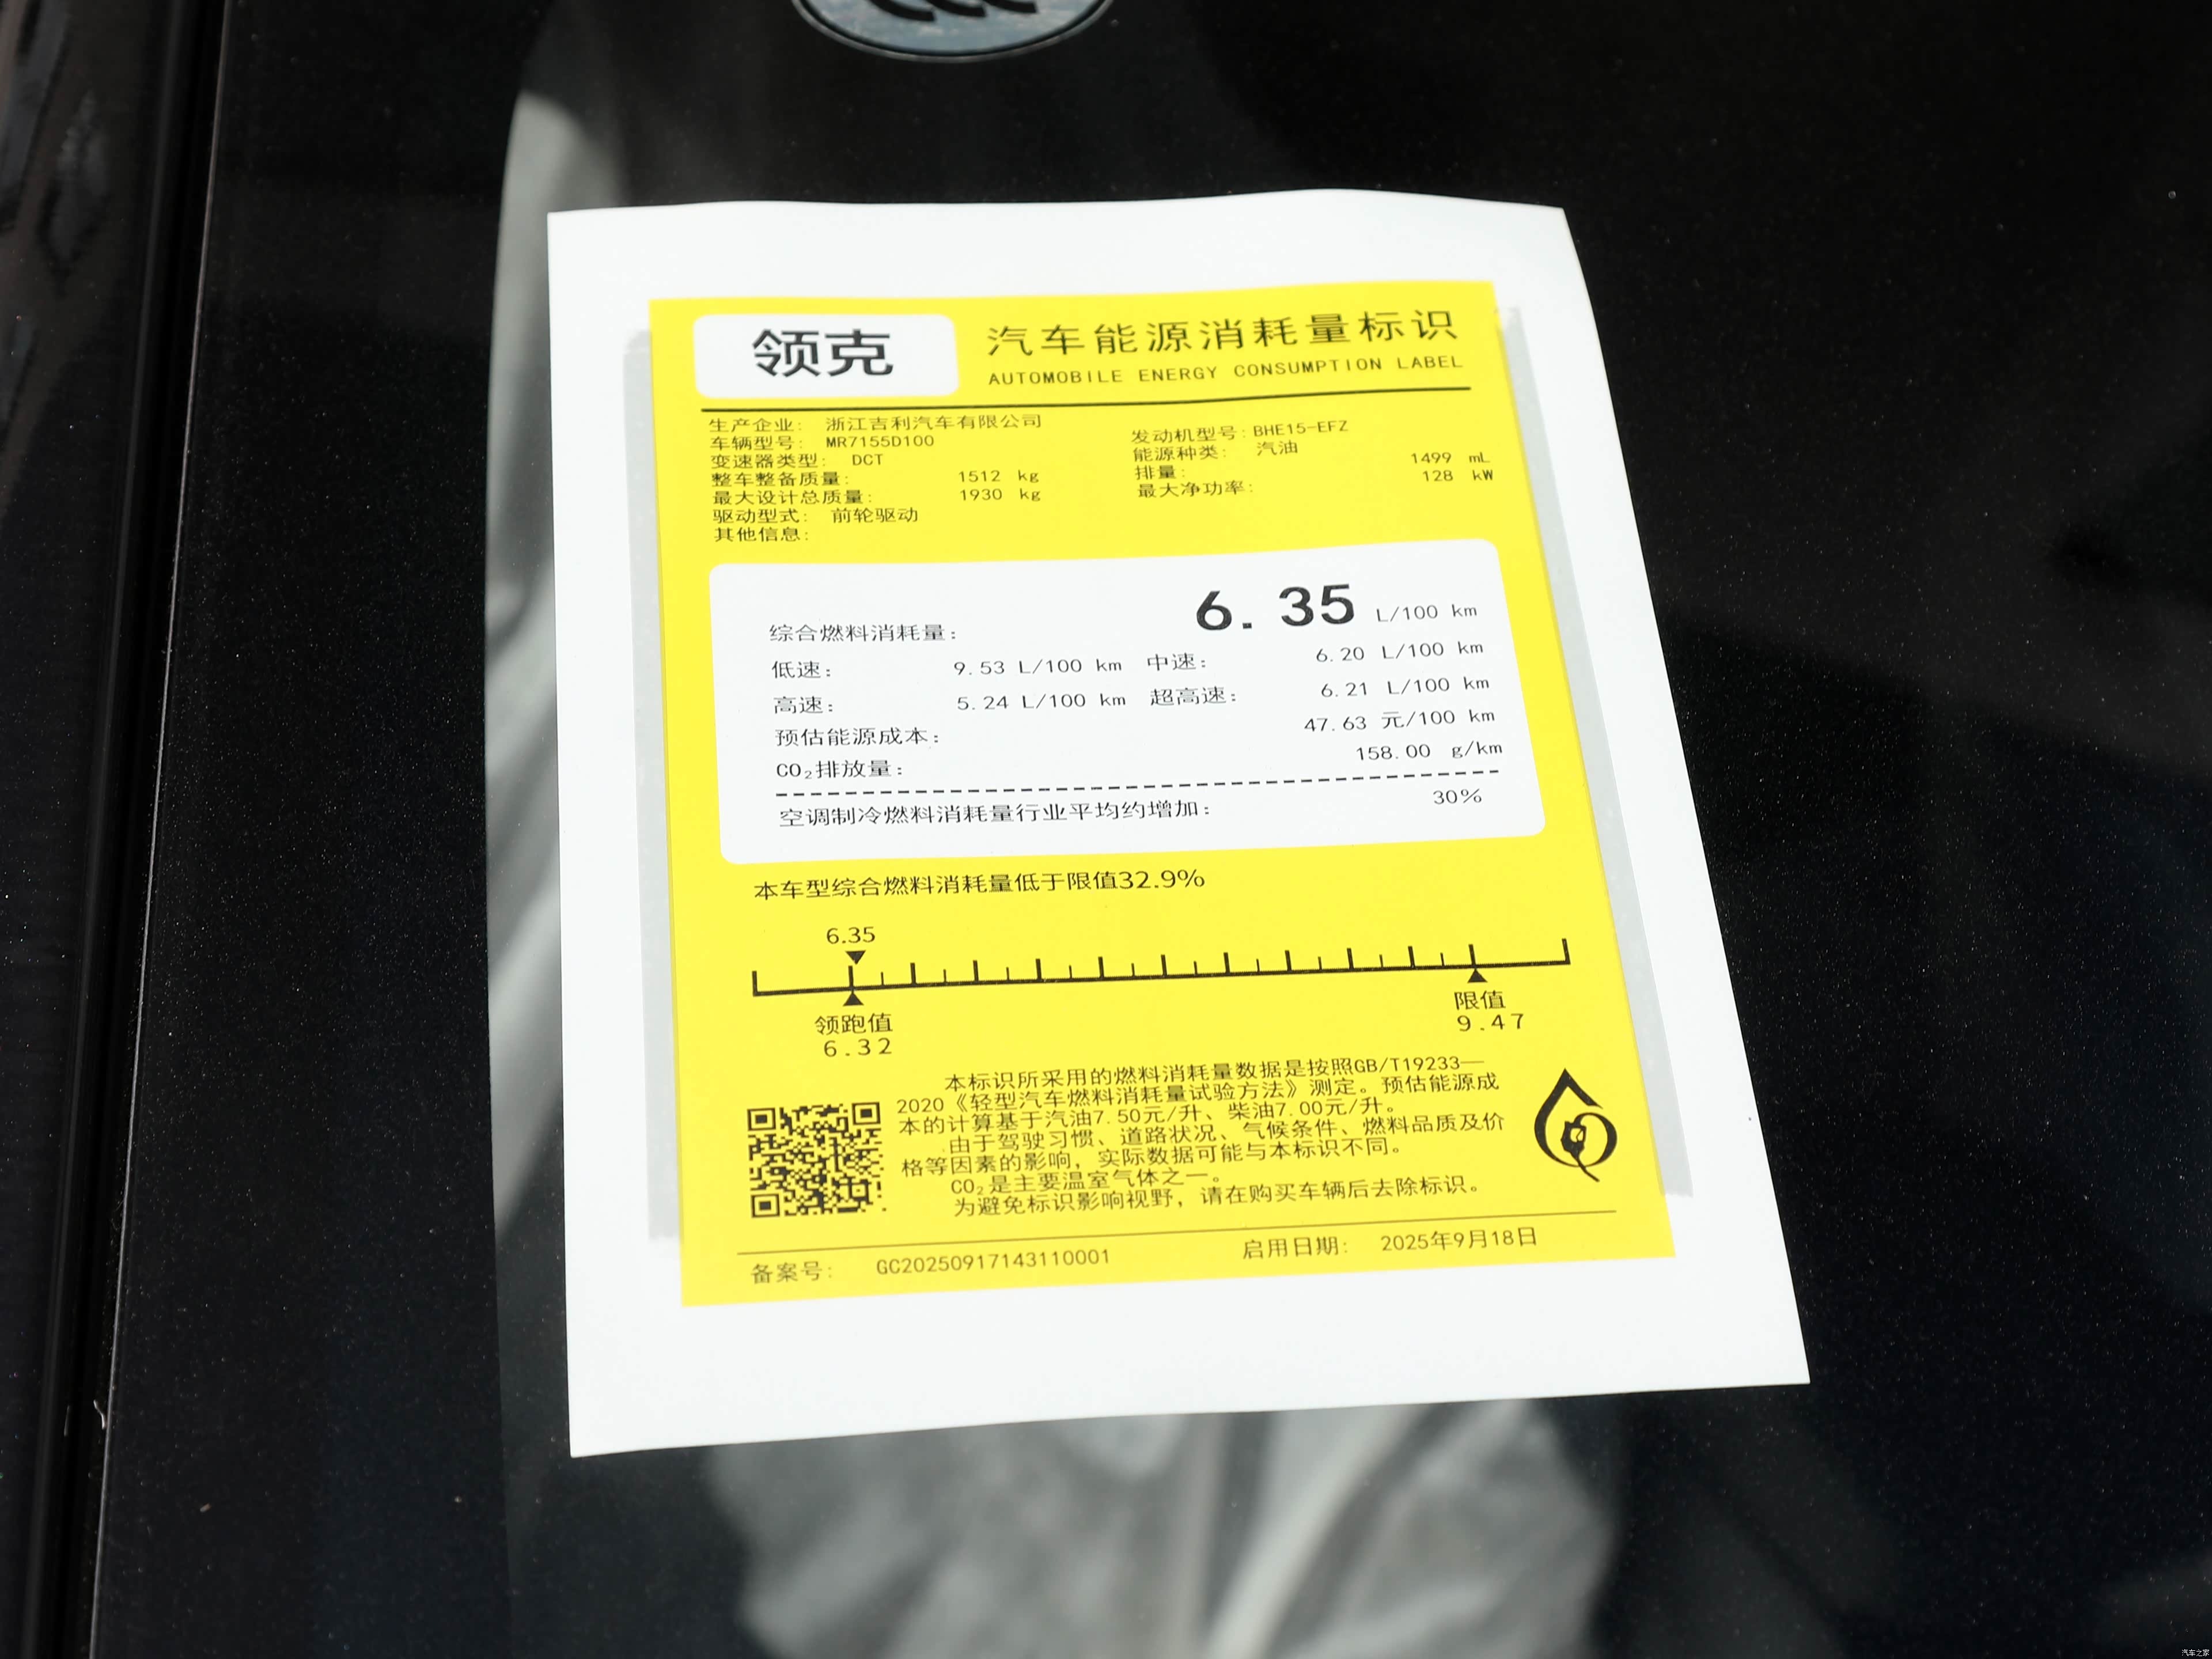 领克
汽车能源消耗量标识
AUTOMOBILE ENERGY CONSUMPTION LABEL
生产企业: 浙江吉利汽车有限公司
车辆型号: MR7155D100
发动机型号: BHE15-EFZ
变速器类型: DCT
能源种类: 汽油
整车整备质量: 1512 kg
排量: 1499 mL
最大设计总质量: 1930 kg
最大净功率: 128 kW
驱动型式: 前轮驱动
其他信息:
综合燃料消耗量: 6.35 L/100 km
低速: 9.53 L/100 km 中速: 6.20 L/100 km
高速: 5.24 L/100 km 超高速: 6.21 L/100 km
预估能源成本: 47.63 元/100 km
CO₂排放量: 158.00 g/km
空调制冷燃料消耗量行业平均约增加: 30%
本车型综合燃料消耗量低于限值32.9%
6.35
领跑值
6.32
限值
9.47
本标识所采用的燃料消耗量数据是按照GB/T19233—
2020《轻型汽车燃料消耗量试验方法》测定。预估能源成
本的计算基于汽油7.50元/升、柴油7.00元/升。
由于驾驶习惯、道路状况、气候条件、燃料品质及价
格等因素的影响，实际数据可能与本标识不同。
CO₂是主要温室气体之一。
为避免标识影响视野，请在购买车辆后去除标识。
备案号: GC20250917143110001 启用日期: 2025年9月18日
汽车之家